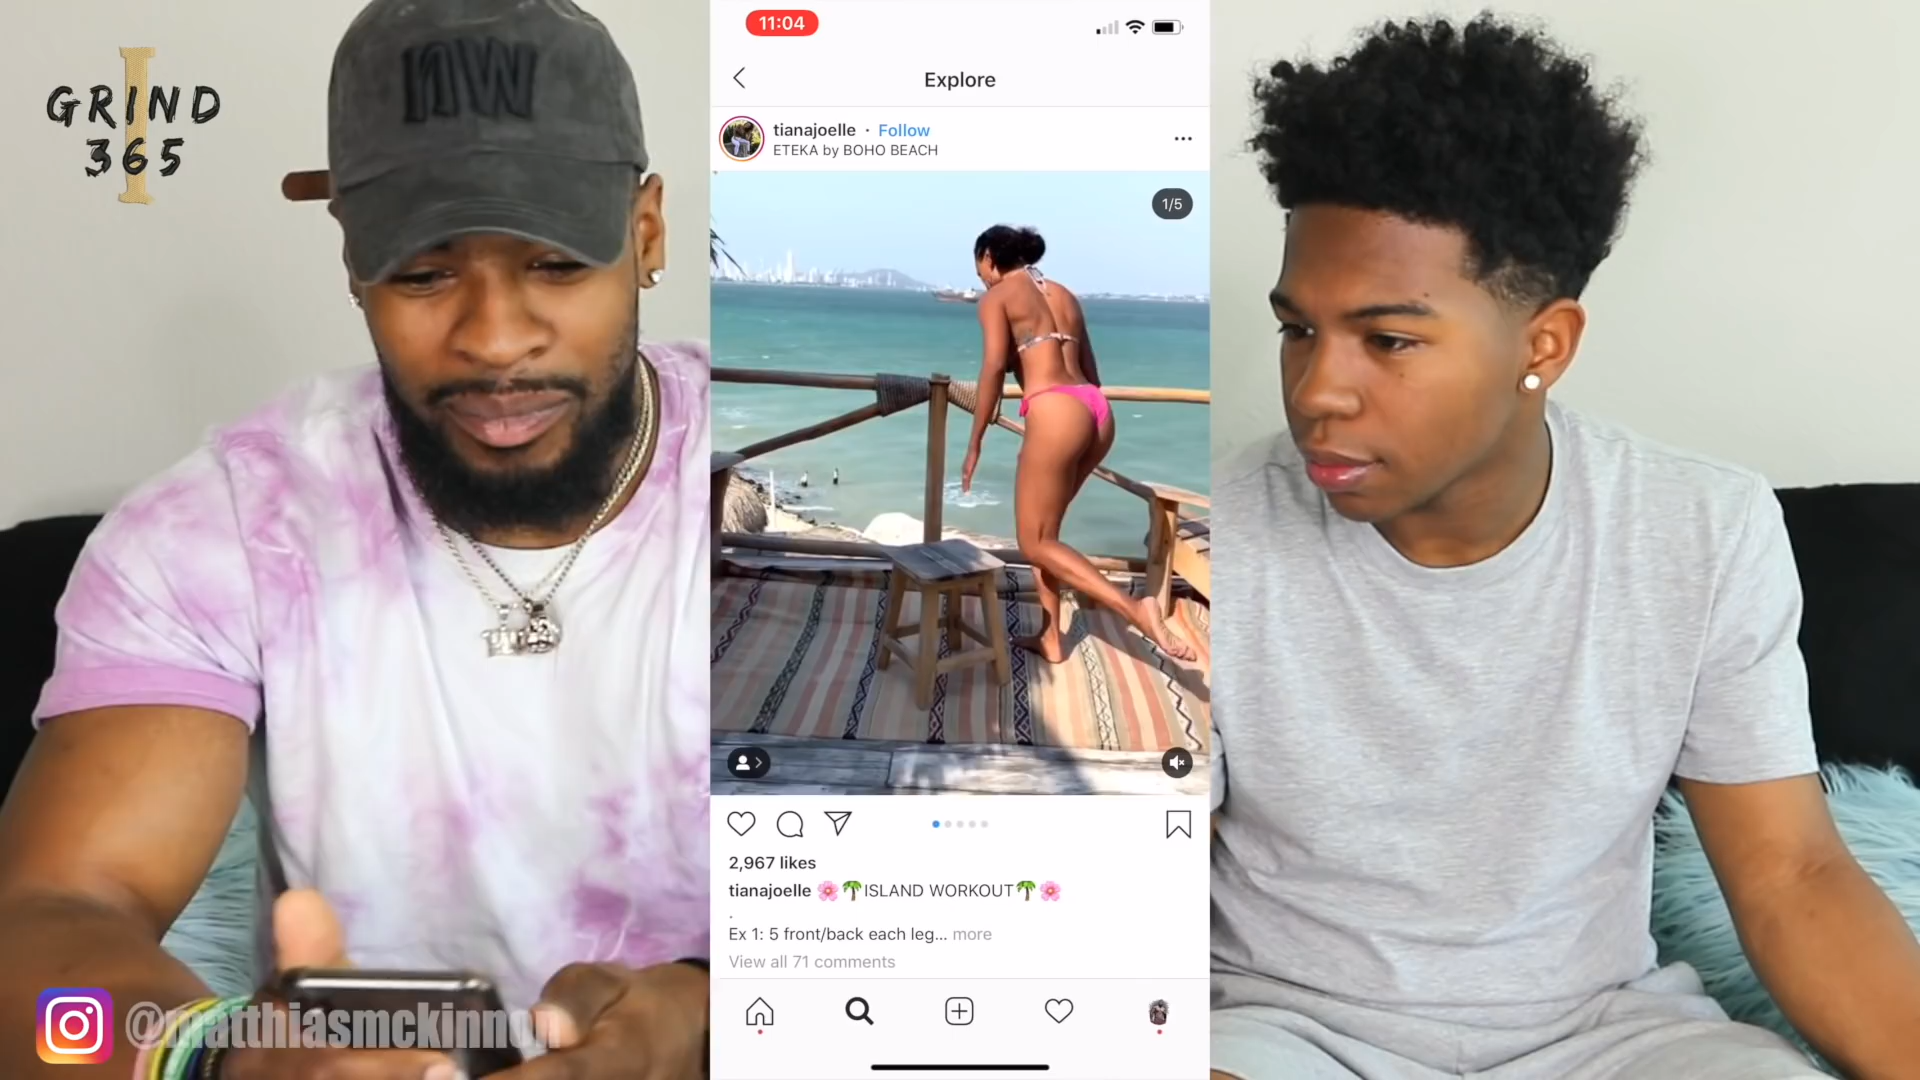 GRIND
365
nw
@matthiasmckinnon
11:04
Explore
tianajoelle · Follow
ETEKA by BOHO BEACH
1/5
2,967 likes
tianajoelle 🌸🌴ISLAND WORKOUT🌴🌸
.
Ex 1: 5 front/back each leg... more
View all 71 comments